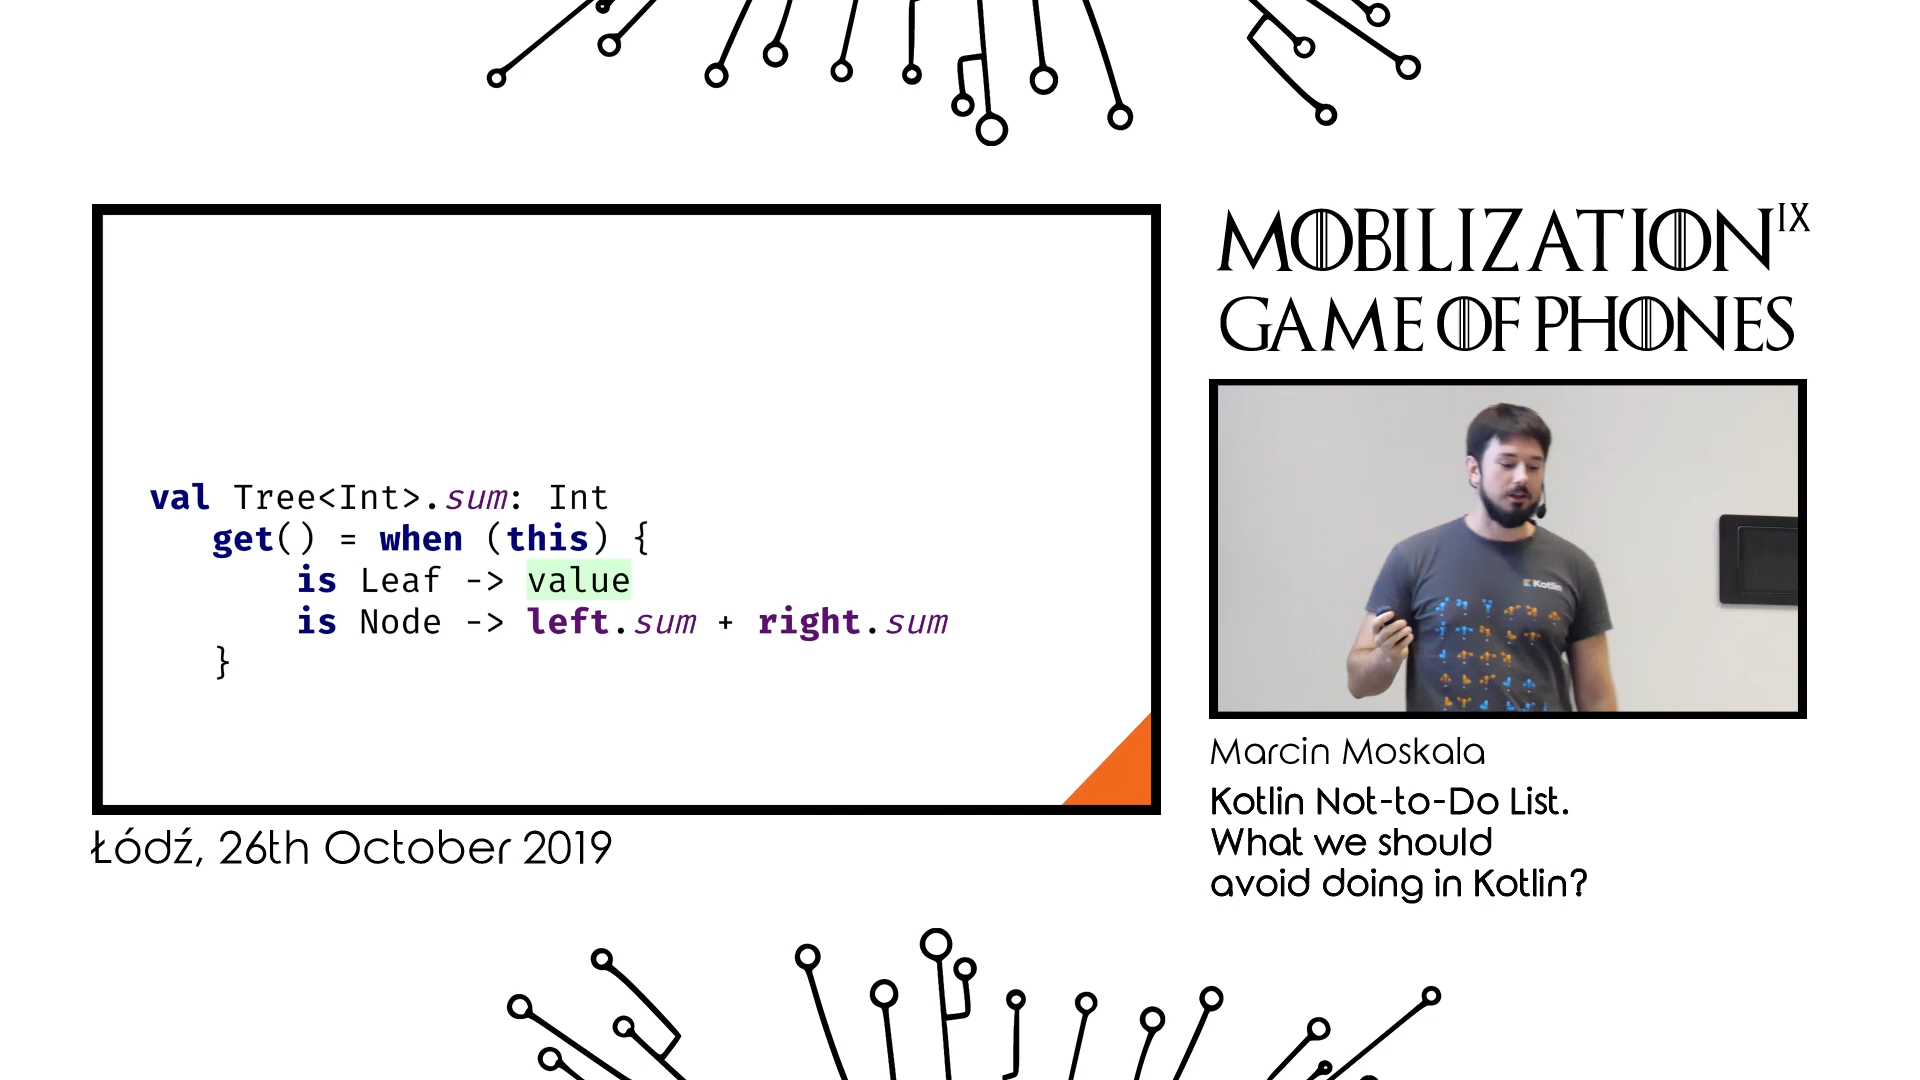 MOBILIZATION IX
GAME OF PHONES
val Tree<Int>.sum: Int
get() = when (this) {
is Leaf -> value
is Node -> left.sum + right.sum
}
Kotlin
Marcin Moskala
Kotlin Not-to-Do List.
What we should
avoid doing in Kotlin?
Łódź, 26th October 2019